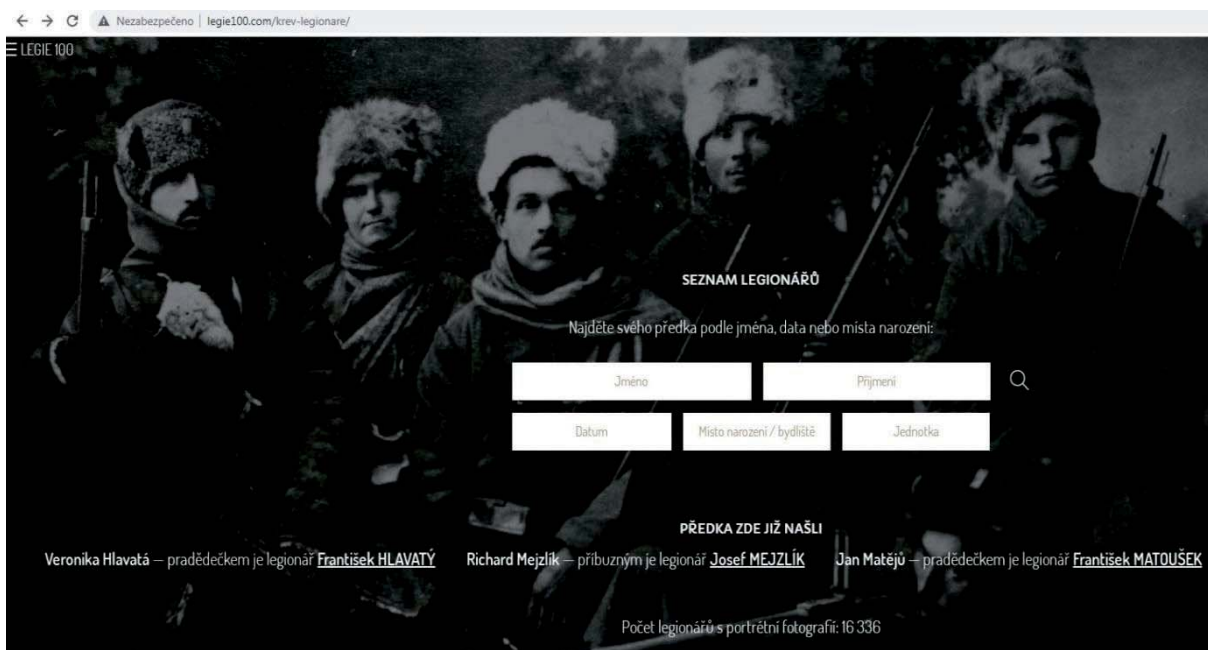 Nezabezpečeno | legie100.com/krev-legionare/
LEGIE 100
SEZNAM LEGIONÁŘŮ
Najděte svého předka podle jména, data nebo místa narození:
Jméno Příjmení
Datum Místo narození / bydliště Jednotka
PŘEDKA ZDE JIŽ NAŠLI
Veronika Hlavatá – pradědečkem je legionář František HLAVATÝ Richard Mejzlík – příbuzným je legionář Josef MEJZLÍK Jan Matějů – pradědečkem je legionář František MATOUŠEK
Počet legionářů s portrétní fotografií: 16 336